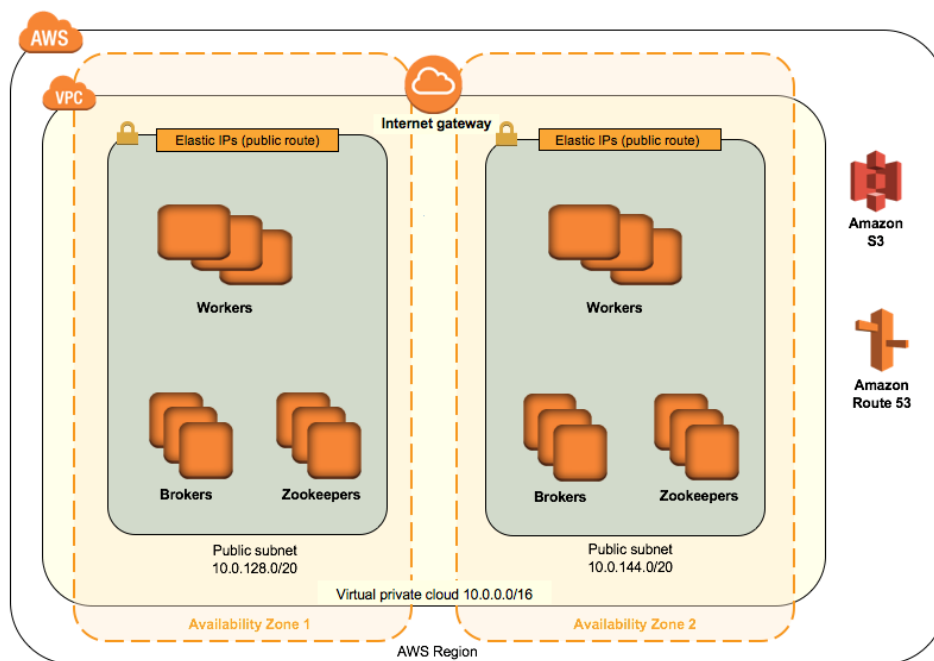 AWS
VPC
Internet gateway
Elastic IPs (public route)
Workers
Brokers
Zookeepers
Public subnet
10.0.128.0/20
Elastic IPs (public route)
Workers
Brokers
Zookeepers
Public subnet
10.0.144.0/20
Virtual private cloud 10.0.0.0/16
Availability Zone 1
Availability Zone 2
AWS Region
Amazon
S3
Amazon
Route 53